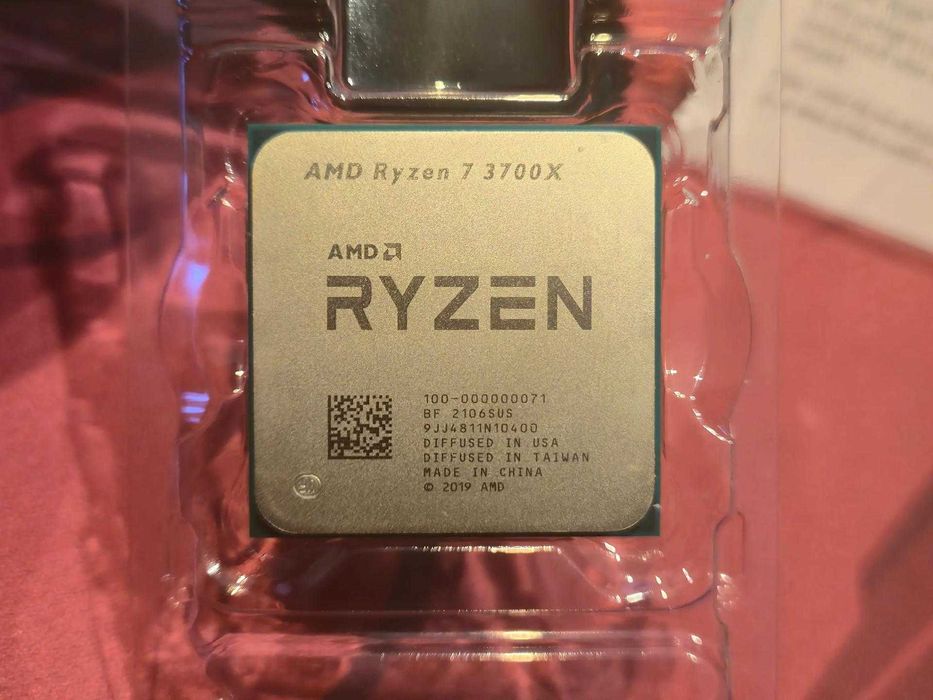 AMD Ryzen 7 3700X
AMD
RYZEN
100-000000071
BF 2106SUS
9JJ4811N10400
DIFFUSED IN USA
DIFFUSED IN TAIWAN
MADE IN CHINA
© 2019 AMD